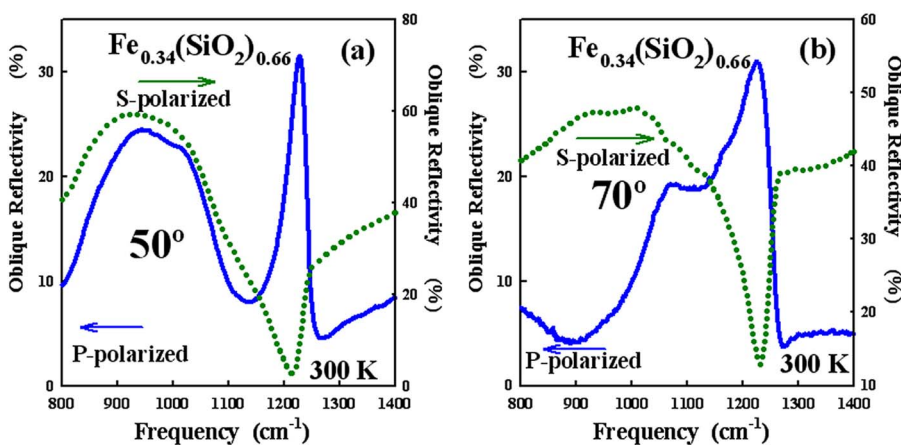 Fe0.34(SiO2)0.66
(a)
S-polarized
50º
P-polarized
300 K
Oblique Reflectivity (%)
0
10
20
30
Oblique Reflectivity (%)
0
20
40
60
80
800 900 1000 1100 1200 1300 1400
Frequency (cm-1)
Fe0.34(SiO2)0.66
(b)
S-polarized
70º
P-polarized
300 K
Oblique Reflectivity (%)
0
10
20
30
Oblique Reflectivity (%)
10
20
30
40
50
60
800 900 1000 1100 1200 1300 1400
Frequency (cm-1)